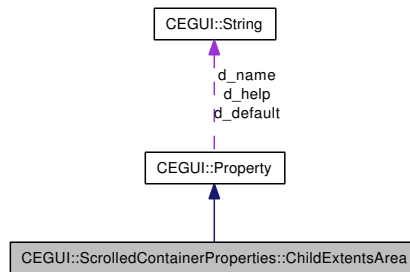 CEGUI::String
d_name
d_help
d_default
CEGUI::Property
CEGUI::ScrolledContainerProperties::ChildExtentsArea